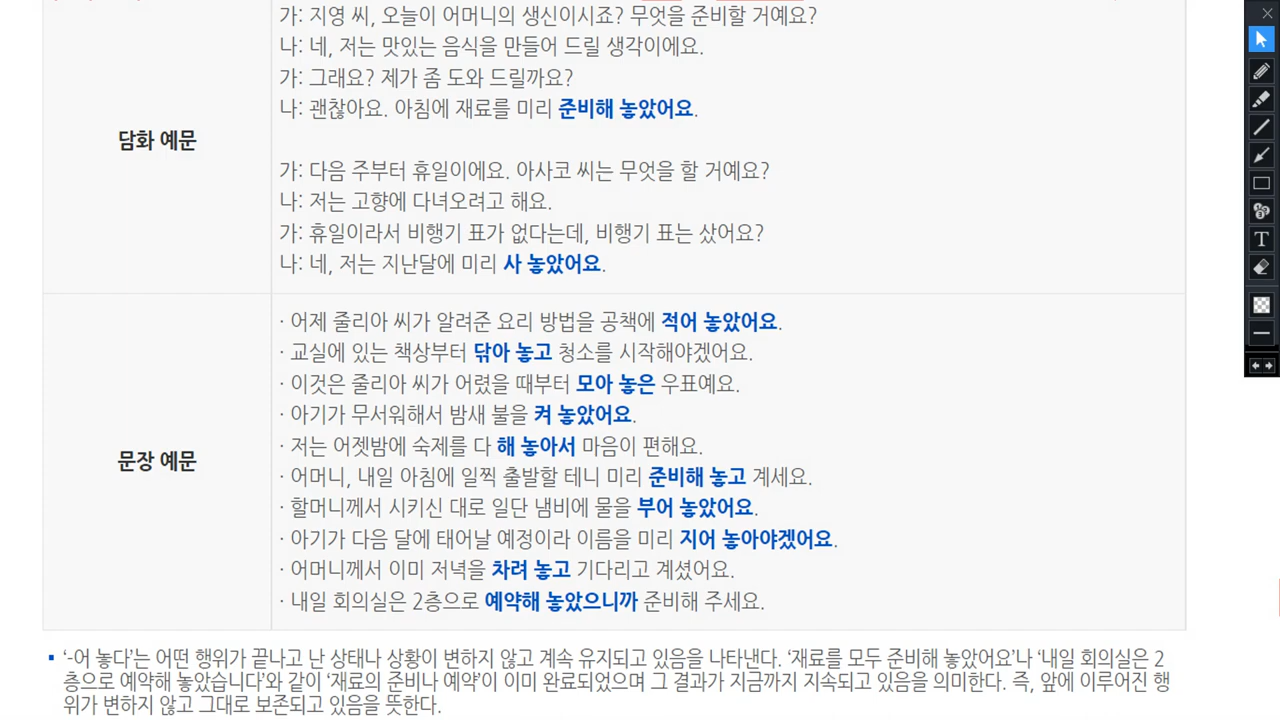 가: 지영 씨, 오늘이 어머니의 생신이시죠? 무엇을 준비할 거예요?
나: 네, 저는 맛있는 음식을 만들어 드릴 생각이에요.
가: 그래요? 제가 좀 도와 드릴까요?
나: 괜찮아요. 아침에 재료를 미리 준비해 놓았어요.
담화 예문
가: 다음 주부터 휴일이에요. 아사코 씨는 무엇을 할 거예요?
나: 저는 고향에 다녀오려고 해요.
가: 휴일이라서 비행기 표가 없다는데, 비행기 표는 샀어요?
나: 네, 저는 지난달에 미리 사 놓았어요.
· 어제 줄리아 씨가 알려준 요리 방법을 공책에 적어 놓았어요.
· 교실에 있는 책상부터 닦아 놓고 청소를 시작해야겠어요.
· 이것은 줄리아 씨가 어렸을 때부터 모아 놓은 우표예요.
· 아기가 무서워해서 밤새 불을 켜 놓았어요.
· 저는 어젯밤에 숙제를 다 해 놓아서 마음이 편해요.
문장 예문
· 어머니, 내일 아침에 일찍 출발할 테니 미리 준비해 놓고 계세요.
· 할머니께서 시키신 대로 일단 냄비에 물을 부어 놓았어요.
· 아기가 다음 달에 태어날 예정이라 이름을 미리 지어 놓아야겠어요.
· 어머니께서 이미 저녁을 차려 놓고 기다리고 계셨어요.
· 내일 회의실은 2층으로 예약해 놓았으니까 준비해 주세요.
▪ ‘-어 놓다’는 어떤 행위가 끝나고 난 상태나 상황이 변하지 않고 계속 유지되고 있음을 나타낸다. ‘재료를 모두 준비해 놓았어요’나 ‘내일 회의실은 2
층으로 예약해 놓았습니다’와 같이 ‘재료의 준비나 예약’이 이미 완료되었으며 그 결과가 지금까지 지속되고 있음을 의미한다. 즉, 앞에 이루어진 행
위가 변하지 않고 그대로 보존되고 있음을 뜻한다.